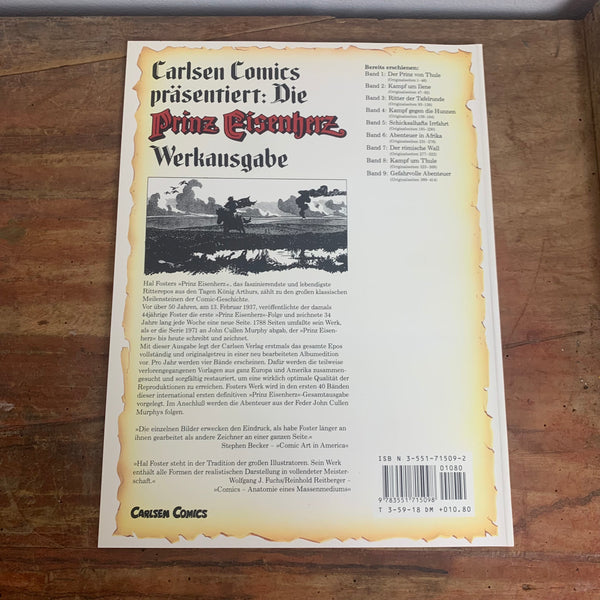 Carlsen Comics
präsentiert: Die
Prinz Eisenherz
Werkausgabe
Hal Fosters »Prinz Eisenherz«, das faszinierendste und lebendigste
Ritterepos aus den Tagen König Arthurs, zählt zu den großen klassischen
Meilensteinen der Comic-Geschichte.
Vor über 50 Jahren, am 13. Februar 1937, veröffentlichte der damals
44jährige Foster die erste »Prinz Eisenherz«-Folge und zeichnete 34
Jahre lang jede Woche eine neue Seite. 1788 Seiten umfaßte sein Werk,
als er die Serie 1971 an John Cullen Murphy abgab, der »Prinz Eisen-
herz« bis heute schreibt und zeichnet.
Mit dieser Ausgabe legt der Carlsen Verlag erstmals das gesamte Epos
vollständig und originalgetreu in einer neu bearbeiteten Albumedition
vor. Pro Jahr werden vier Bände erscheinen. Dafür werden die teilweise
verlorengegangenen Vorlagen aus ganz Europa und Amerika zusammen-
gesucht und sorgfältig restauriert, um eine wirklich optimale Qualität der
Reproduktionen zu erreichen. Fosters Werk wird in den ersten 40 Bänden
dieser international ersten definitiven »Prinz Eisenherz«-Gesamtausgabe
vorgelegt. Im Anschluß werden die Abenteuer aus der Feder John Cullen
Murphys folgen.
»Die einzelnen Bilder erwecken den Eindruck, als habe Foster länger an
ihnen gearbeitet als andere Zeichner an einer ganzen Seite.«
Stephen Becker – »Comic Art in America«
»Hal Foster steht in der Tradition der großen Illustratoren. Sein Werk
enthält alle Formen der realistischen Darstellung in vollendeter Meister-
schaft.«
Wolfgang J. Fuchs/Reinhold Reitberger –
»Comics – Anatomie eines Massenmediums«
CARLSEN COMICS
Bereits erschienen:
Band 1: Der Prinz von Thule
Band 2: Kampf um Ilene
Band 3: Ritter der Tafelrunde
Band 4: Kampf gegen die Hunnen
Band 5: Schicksalhafte Irrfahrt
Band 6: Abenteuer in Afrika
Band 7: Der römische Wall
Band 8: Kampf um Thule
Band 9: Gefahrvolle Abenteuer
ISBN 3-551-71509-2
01080
9 783551 715098
T 3-59-18 DM +010.80